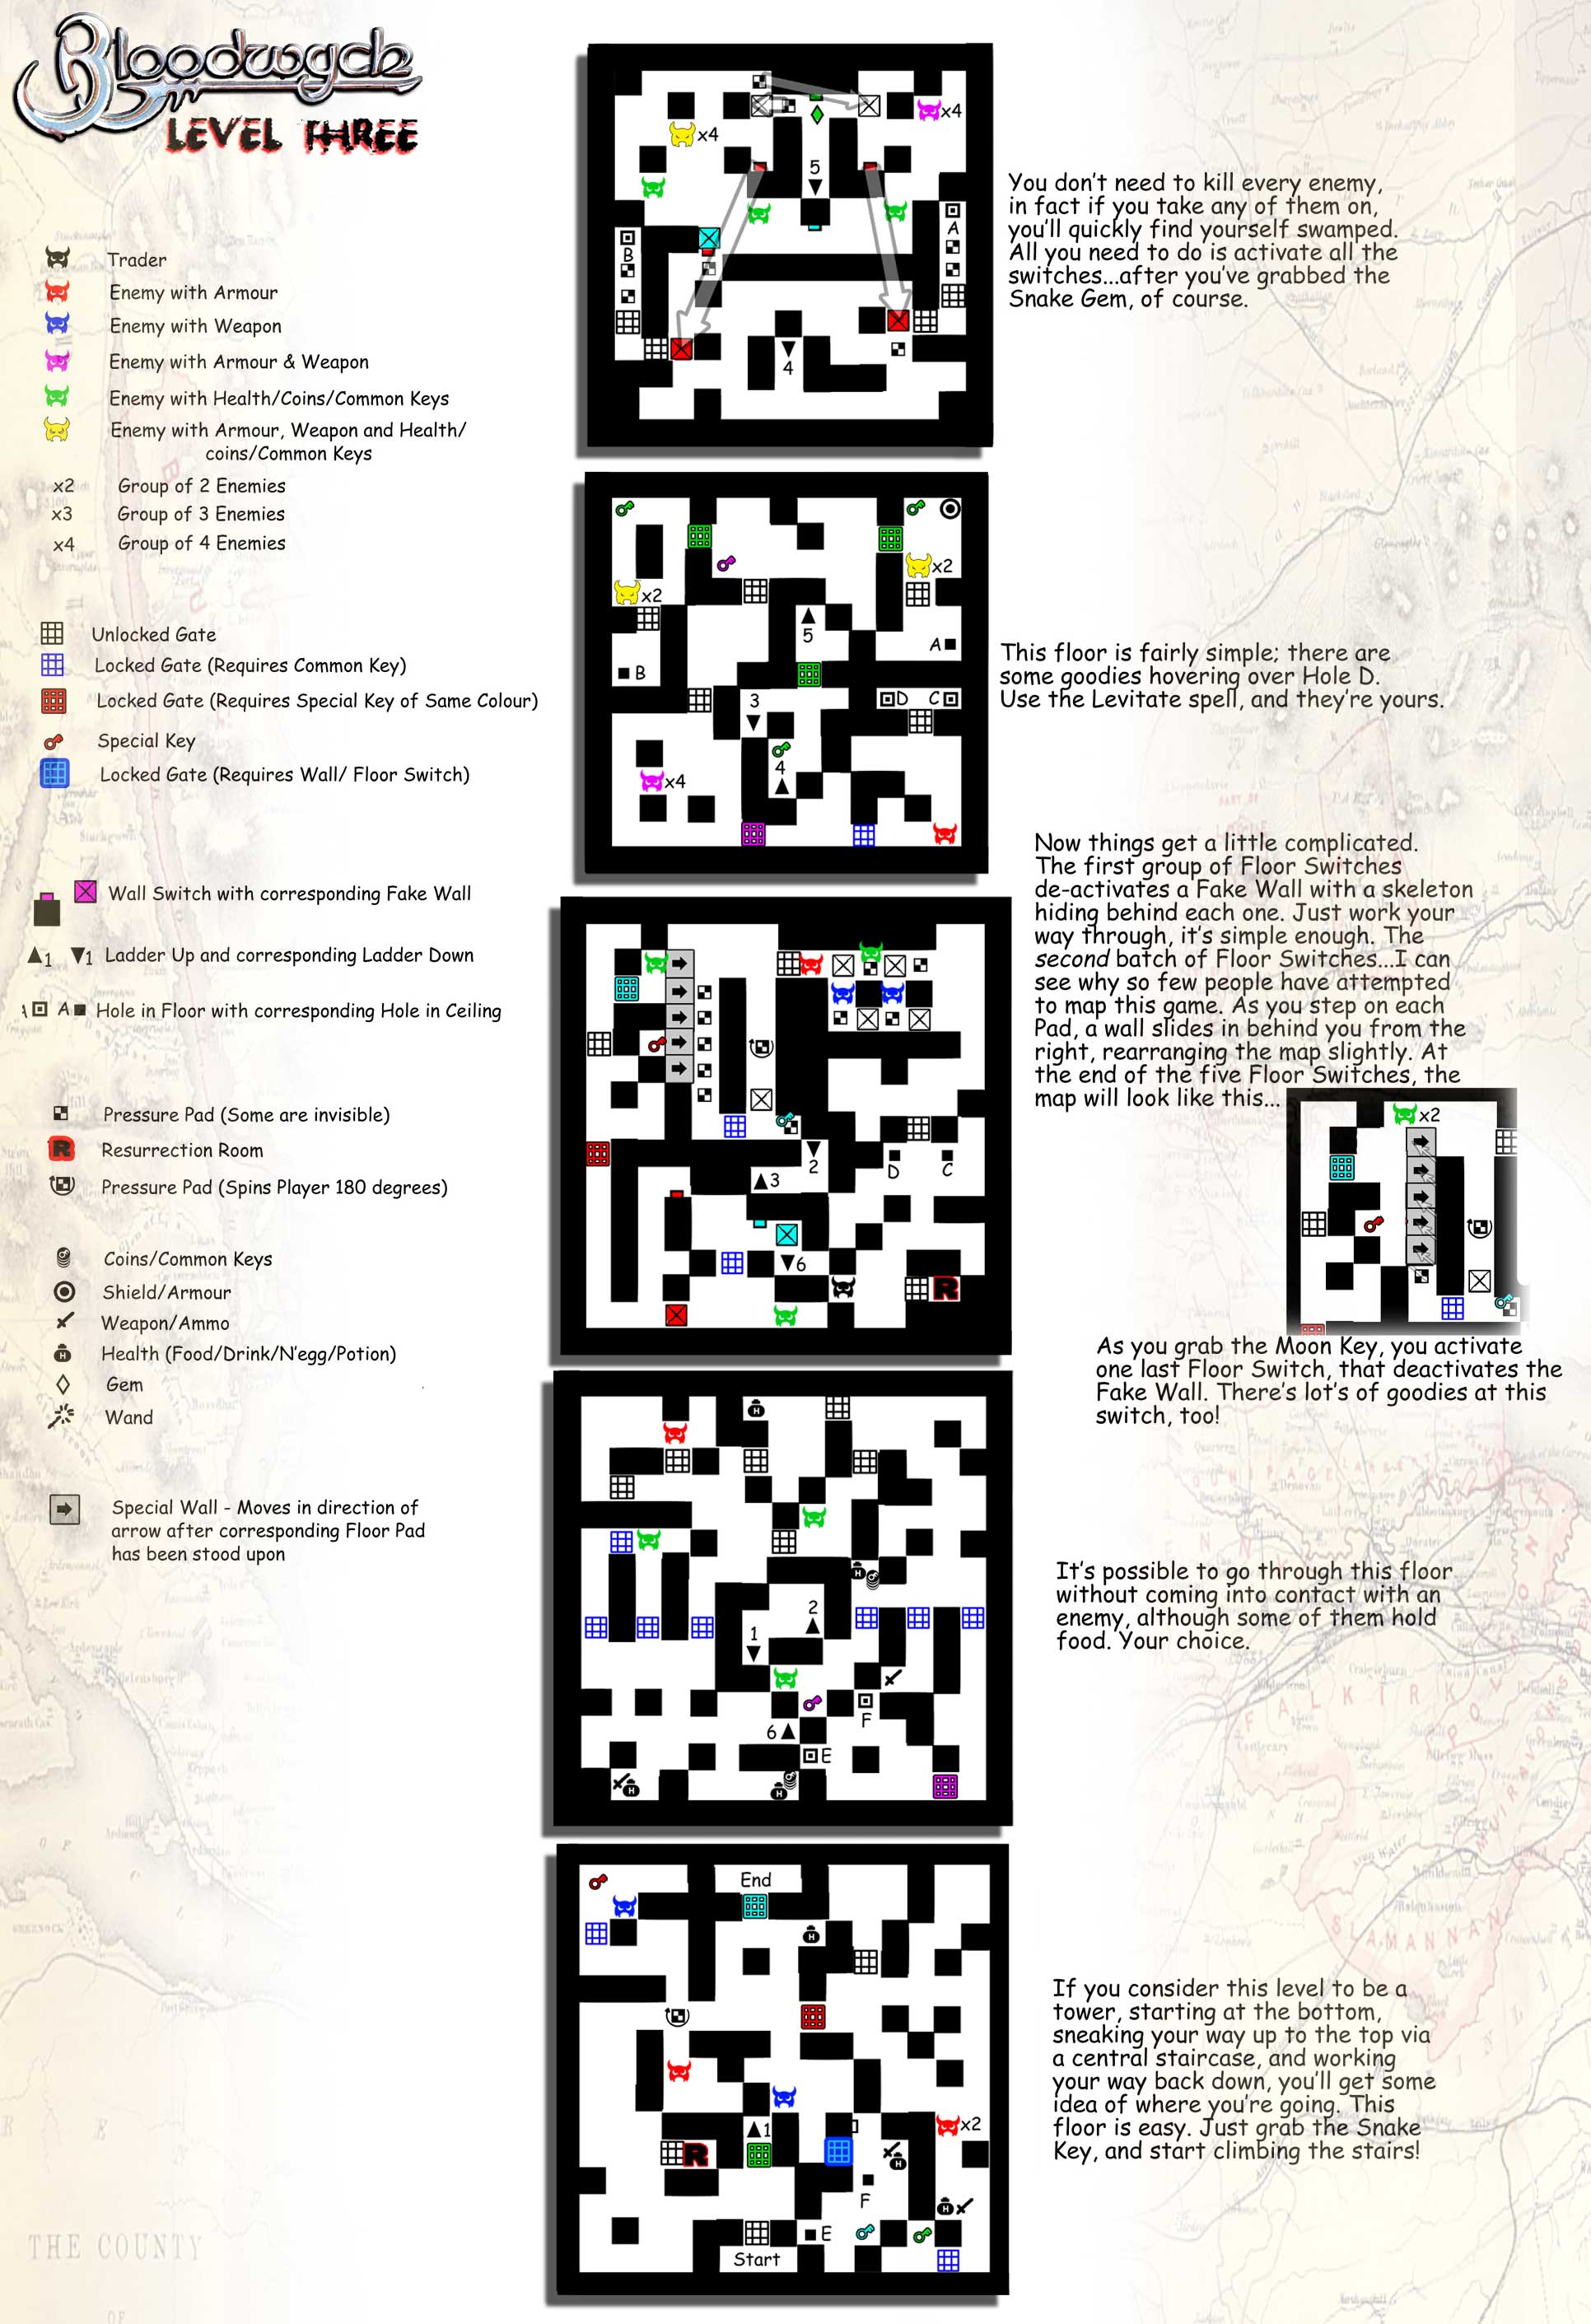 Bloodwych
LEVEL THREE
Trader
Enemy with Armour
Enemy with Weapon
Enemy with Armour & Weapon
Enemy with Health/Coins/Common Keys
Enemy with Armour, Weapon and Health/
coins/Common Keys
x2 Group of 2 Enemies
x3 Group of 3 Enemies
x4 Group of 4 Enemies
Unlocked Gate
Locked Gate (Requires Common Key)
Locked Gate (Requires Special Key of Same Colour)
Special Key
Locked Gate (Requires Wall/ Floor Switch)
Wall Switch with corresponding Fake Wall
1 1 Ladder Up and corresponding Ladder Down
A A Hole in Floor with corresponding Hole in Ceiling
Pressure Pad (Some are invisible)
R Resurrection Room
Pressure Pad (Spins Player 180 degrees)
Coins/Common Keys
Shield/Armour
Weapon/Ammo
H Health (Food/Drink/N'egg/Potion)
Gem
Wand
Special Wall - Moves in direction of
arrow after corresponding Floor Pad
has been stood upon
x4
x4
5
A
B
4
You don't need to kill every enemy,
in fact if you take any of them on,
you'll quickly find yourself swamped.
All you need to do is activate all the
switches...after you've grabbed the
Snake Gem, of course.
x2
x2
5
A
B
D C
3
4
x4
This floor is fairly simple; there are
some goodies hovering over Hole D.
Use the Levitate spell, and they're yours.
2
D C
3
6
R
Now things get a little complicated.
The first group of Floor Switches
de-activates a Fake Wall with a skeleton
hiding behind each one. Just work your
way through, it's simple enough. The
second batch of Floor Switches...I can
see why so few people have attempted
to map this game. As you step on each
Pad, a wall slides in behind you from the
right, rearranging the map slightly. At
the end of the five Floor Switches, the
map will look like this...
x2
As you grab the Moon Key, you activate
one last Floor Switch, that deactivates the
Fake Wall. There's lot's of goodies at this
switch, too!
H
H
2
1
F
6
E
H
H
It's possible to go through this floor
without coming into contact with an
enemy, although some of them hold
food. Your choice.
End
H
1
x2
R
H
F
H
E
Start
If you consider this level to be a
tower, starting at the bottom,
sneaking your way up to the top via
a central staircase, and working
your way back down, you'll get some
idea of where you're going. This
floor is easy. Just grab the Snake
Key, and start climbing the stairs!
THE COUNTY
OF